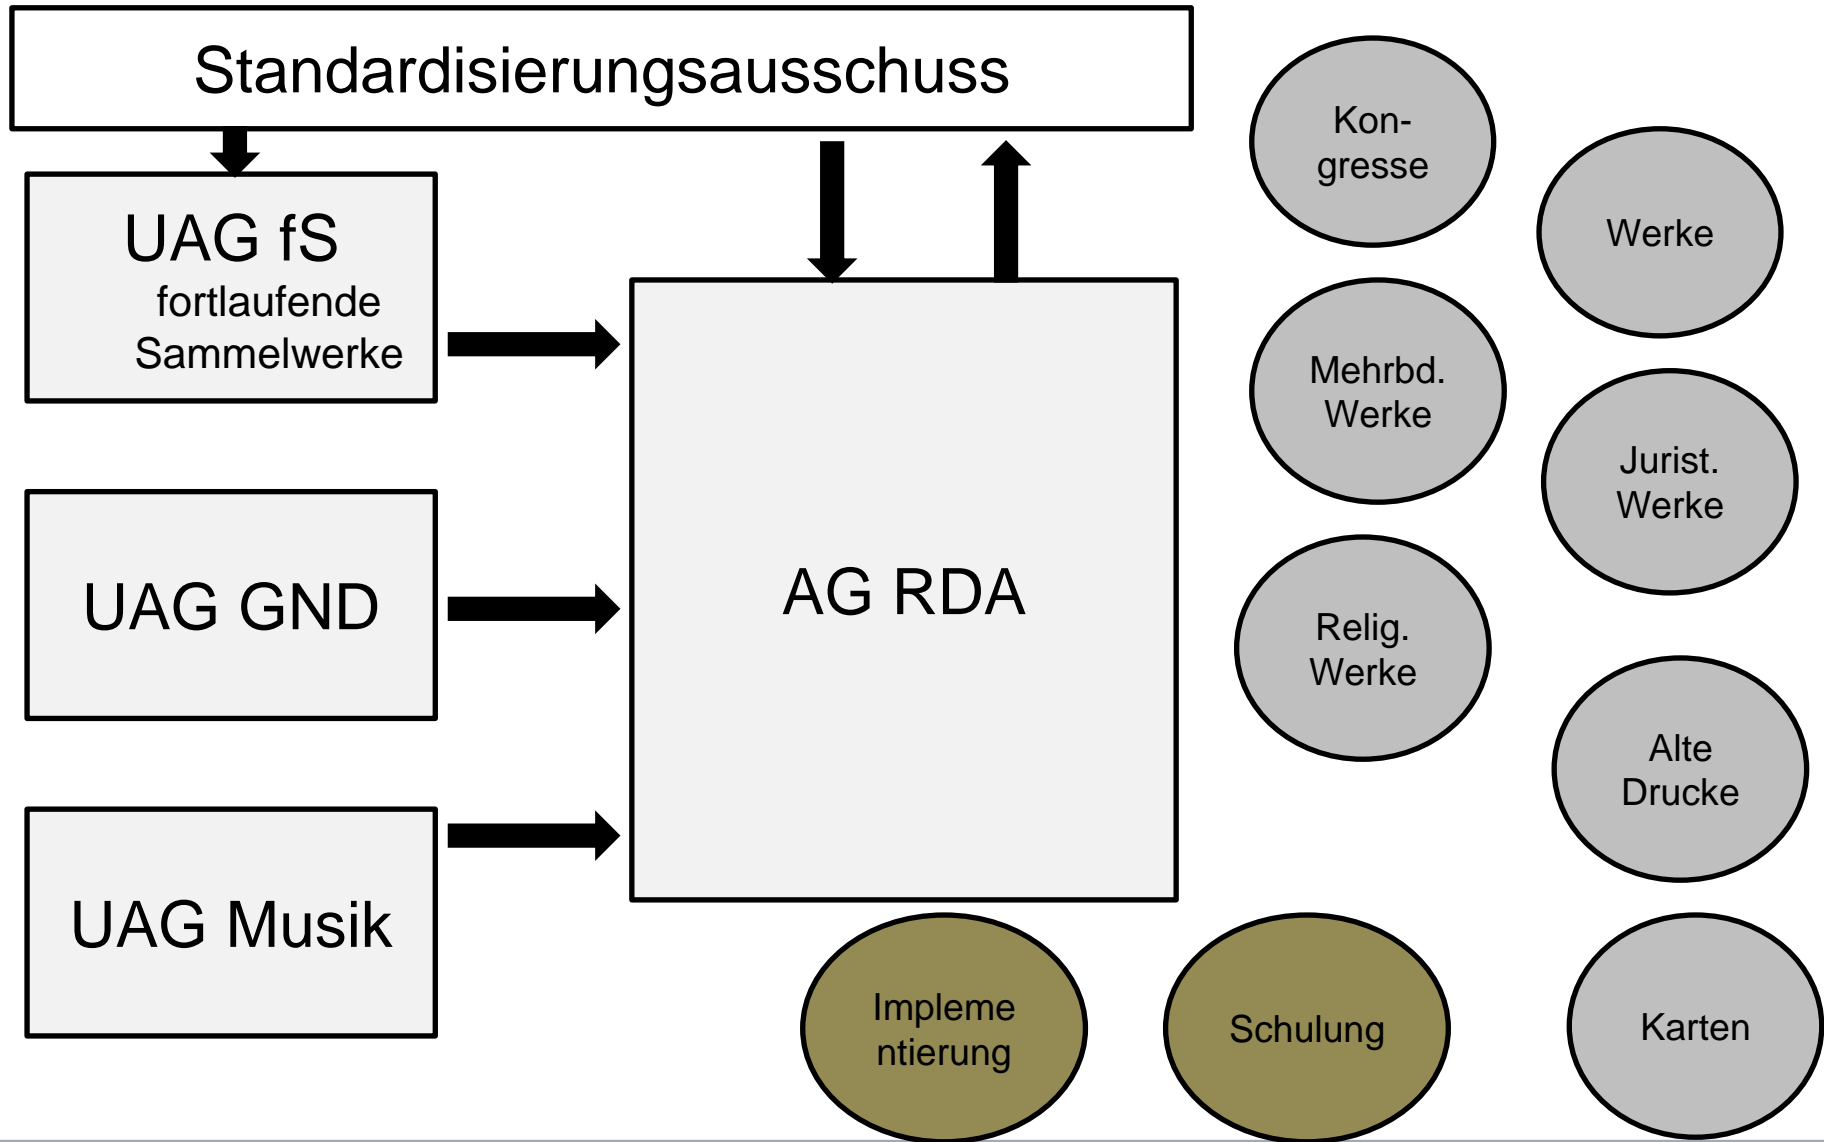 Standardisierungsausschuss
UAG fS
fortlaufende
Sammelwerke
UAG GND
UAG Musik
AG RDA
Kon-
gresse
Werke
Mehrbd.
Werke
Jurist.
Werke
Relig.
Werke
Alte
Drucke
Impleme
ntierung
Schulung
Karten